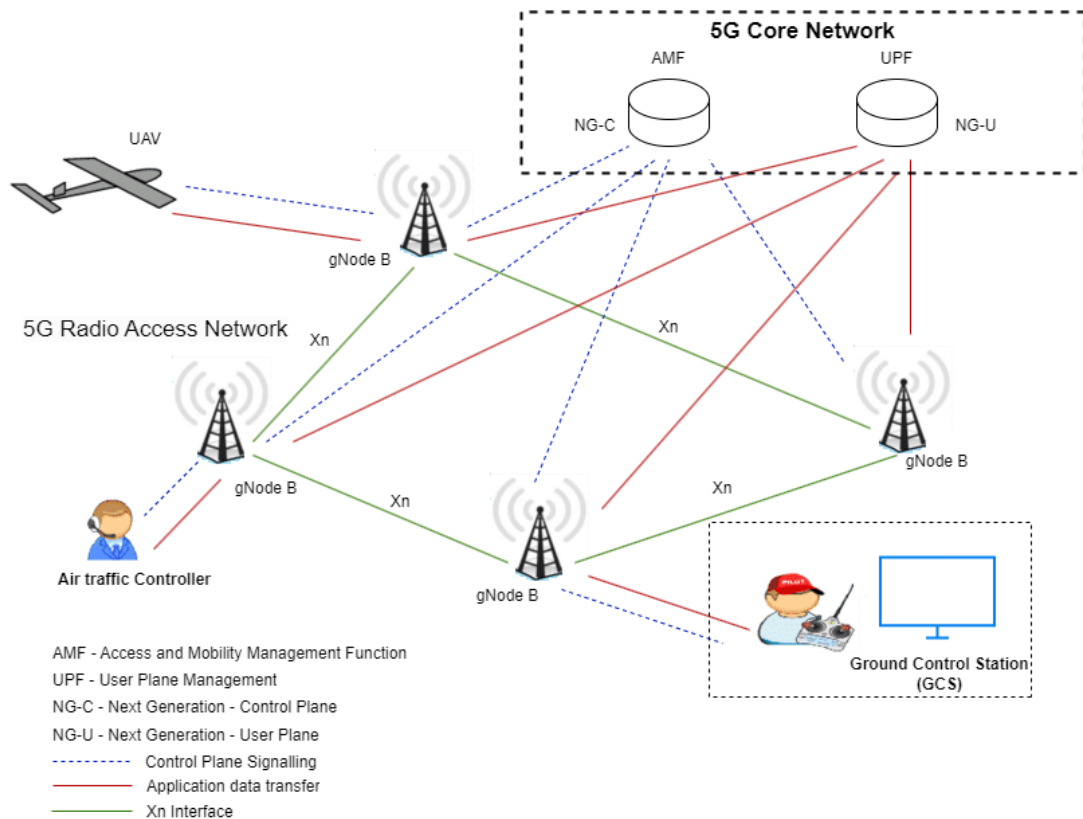 5G Core Network
AMF
UPF
NG-C
NG-U
UAV
gNode B
5G Radio Access Network
Xn
Xn
gNode B
gNode B
Xn
Xn
gNode B
Air traffic Controller
PILOT
Ground Control Station
(GCS)
AMF - Access and Mobility Management Function
UPF - User Plane Management
NG-C - Next Generation - Control Plane
NG-U - Next Generation - User Plane
Control Plane Signalling
Application data transfer
Xn Interface